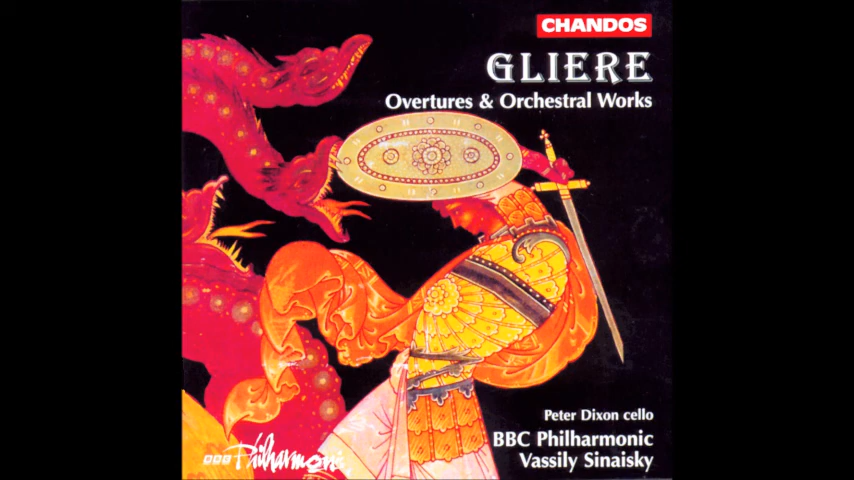 CHANDOS
GLIERE
Overtures & Orchestral Works
Peter Dixon cello
BBC Philharmonic
Vassily Sinaisky
BBC Philharmonic